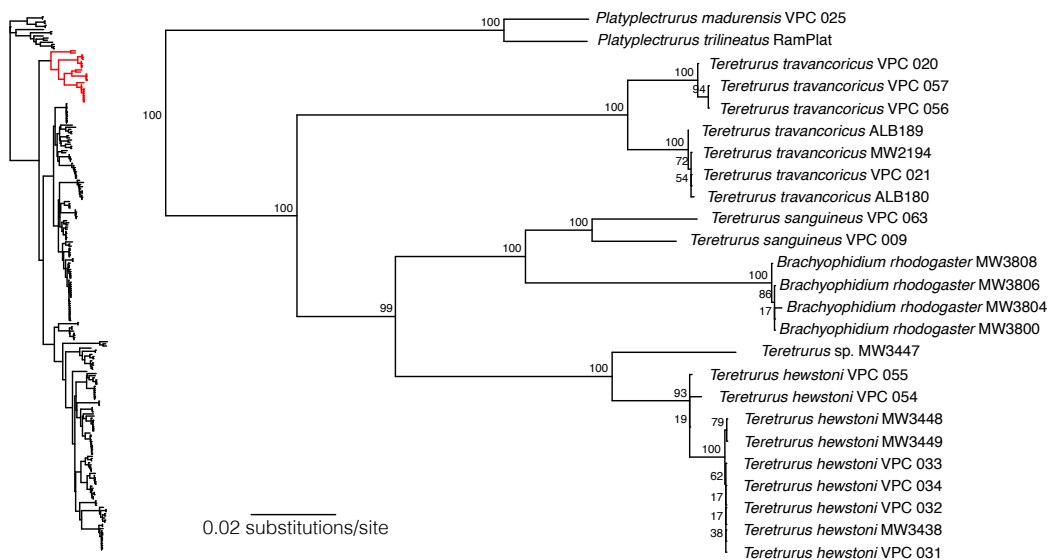 100
Platyplectrurus madurensis VPC 025
Platyplectrurus trilineatus RamPlat
100
100
100
100
94
Teretrurus travancoricus VPC 020
Teretrurus travancoricus VPC 057
Teretrurus travancoricus VPC 056
100
72
54
Teretrurus travancoricus ALB189
Teretrurus travancoricus MW2194
Teretrurus travancoricus VPC 021
Teretrurus travancoricus ALB180
99
100
100
Teretrurus sanguineus VPC 063
Teretrurus sanguineus VPC 009
100
86
17
Brachyophidium rhodogaster MW3808
Brachyophidium rhodogaster MW3806
Brachyophidium rhodogaster MW3804
Brachyophidium rhodogaster MW3800
100
Teretrurus sp. MW3447
93
19
Teretrurus hewstoni VPC 055
Teretrurus hewstoni VPC 054
79
100
62
17
17
38
Teretrurus hewstoni MW3448
Teretrurus hewstoni MW3449
Teretrurus hewstoni VPC 033
Teretrurus hewstoni VPC 034
Teretrurus hewstoni VPC 032
Teretrurus hewstoni MW3438
Teretrurus hewstoni VPC 031
0.02 substitutions/site